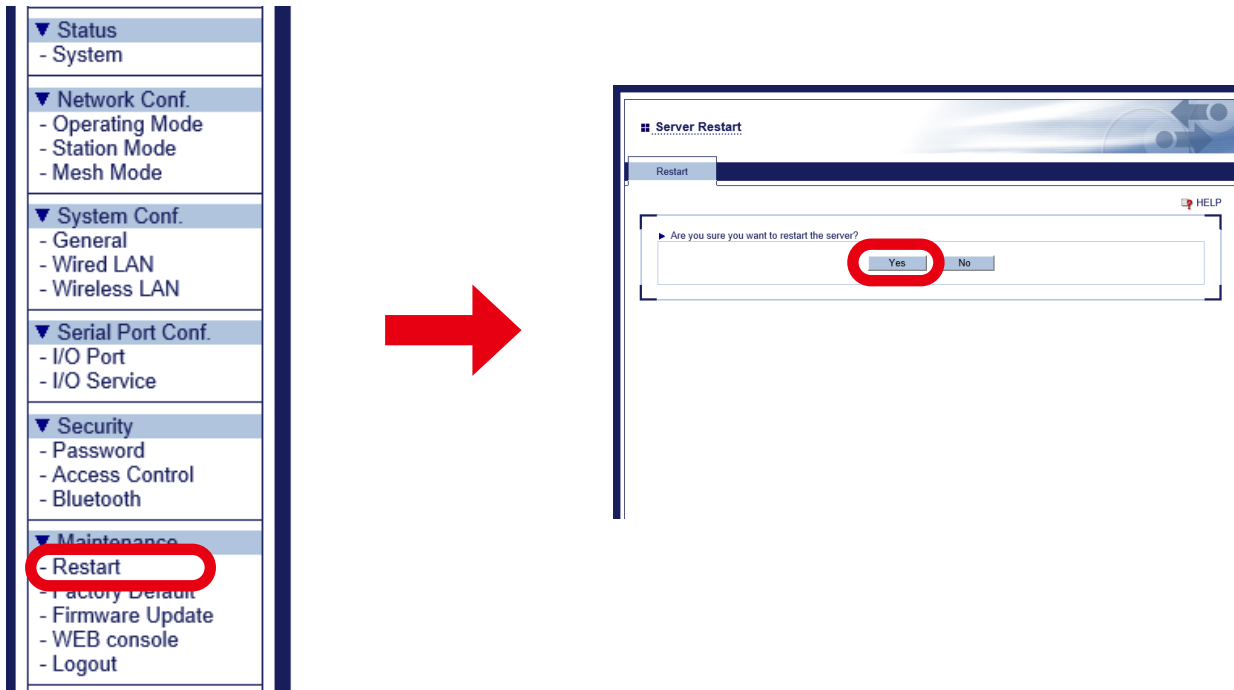 ▼ Status
- System
▼ Network Conf.
- Operating Mode
- Station Mode
- Mesh Mode
▼ System Conf.
- General
- Wired LAN
- Wireless LAN
▼ Serial Port Conf.
- I/O Port
- I/O Service
▼ Security
- Password
- Access Control
- Bluetooth
▼ Maintenance
- Restart
- Factory Default
- Firmware Update
- WEB console
- Logout
Server Restart
Restart
HELP
Are you sure you want to restart the server?
Yes No